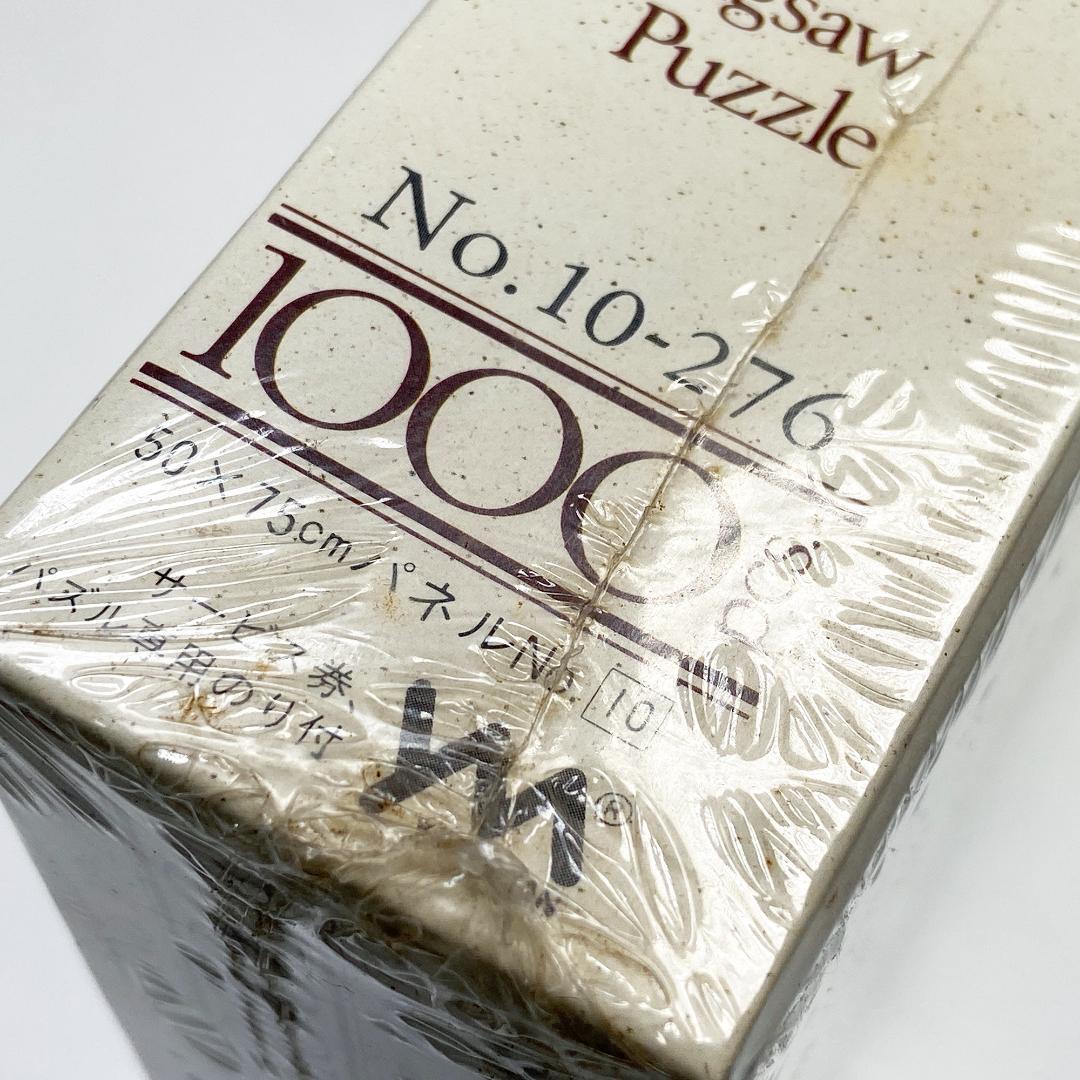 Jigsaw
Puzzle
No.10-276
1000 pcs.
50×75cmパネルNo. 10
サービス券、
パズル専用のり付
®